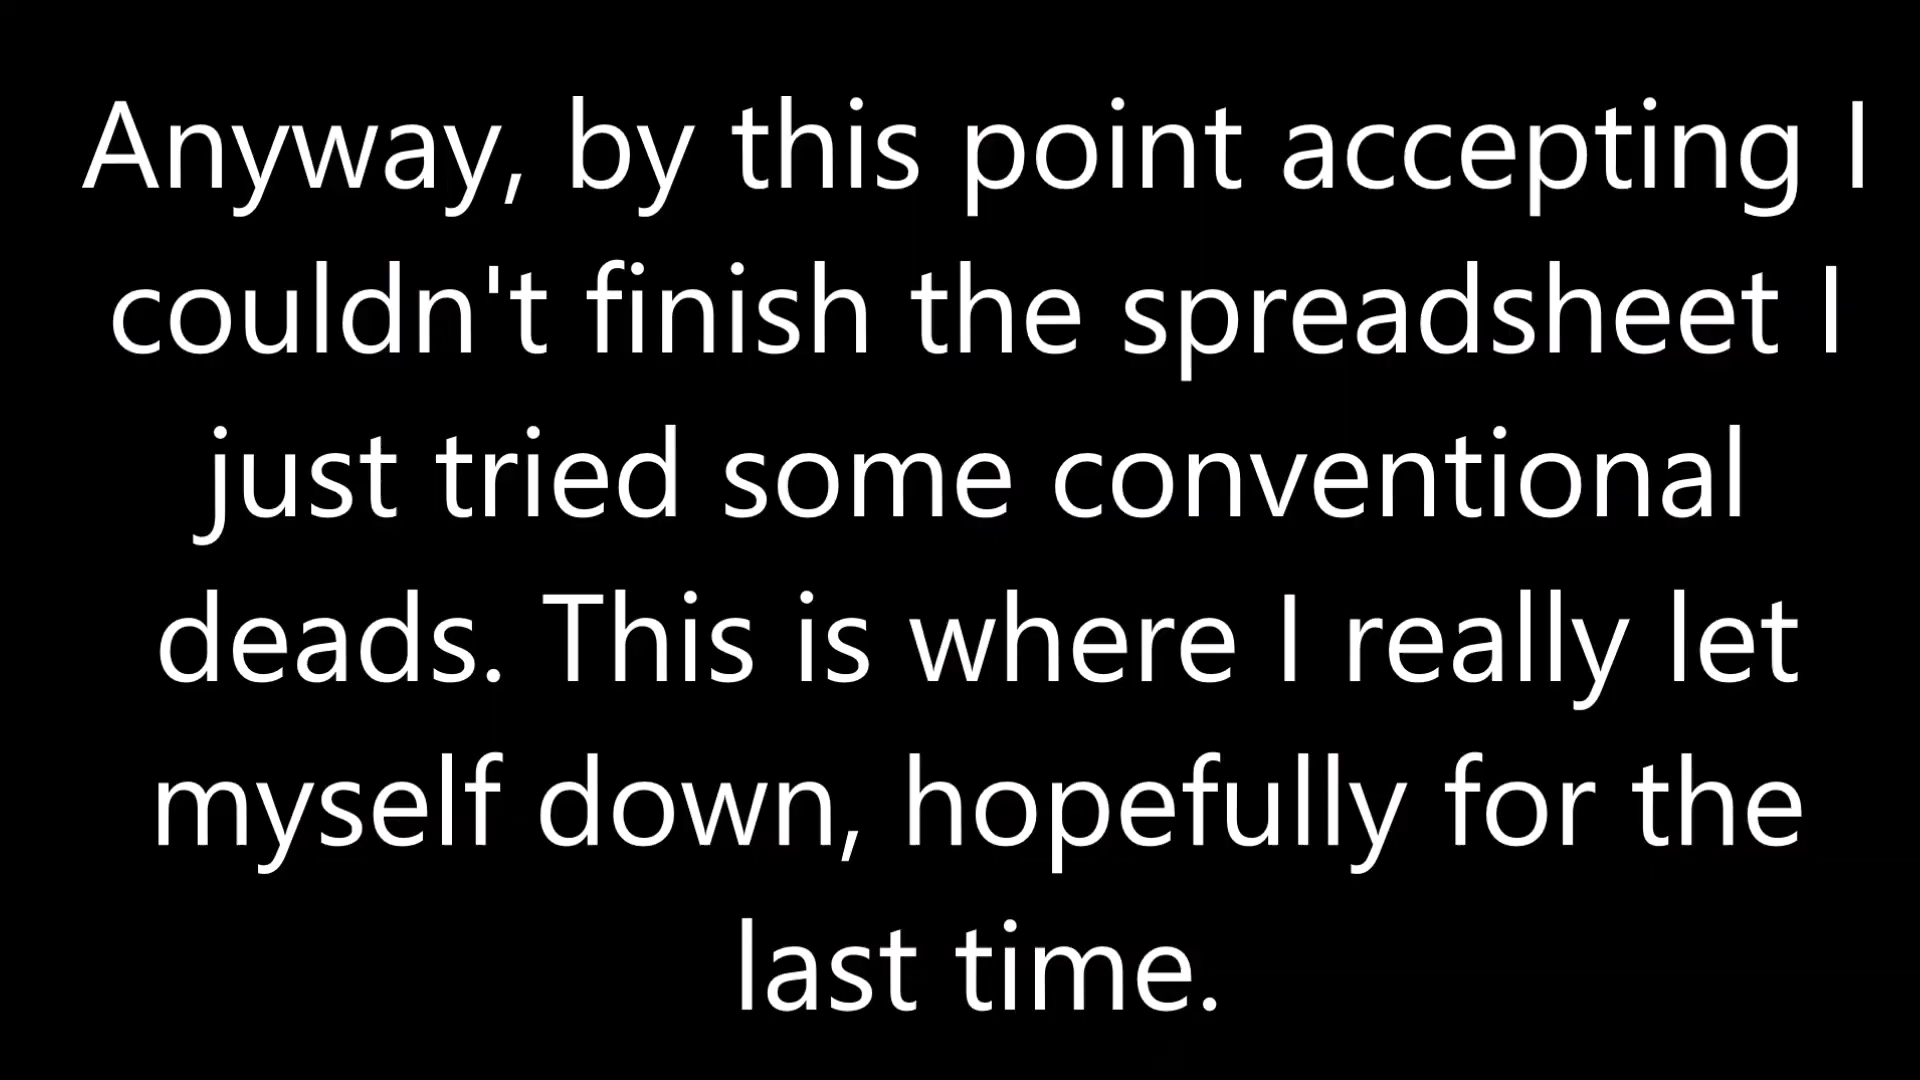 Anyway, by this point accepting I
couldn't finish the spreadsheet I
just tried some conventional
deads. This is where I really let
myself down, hopefully for the
last time.